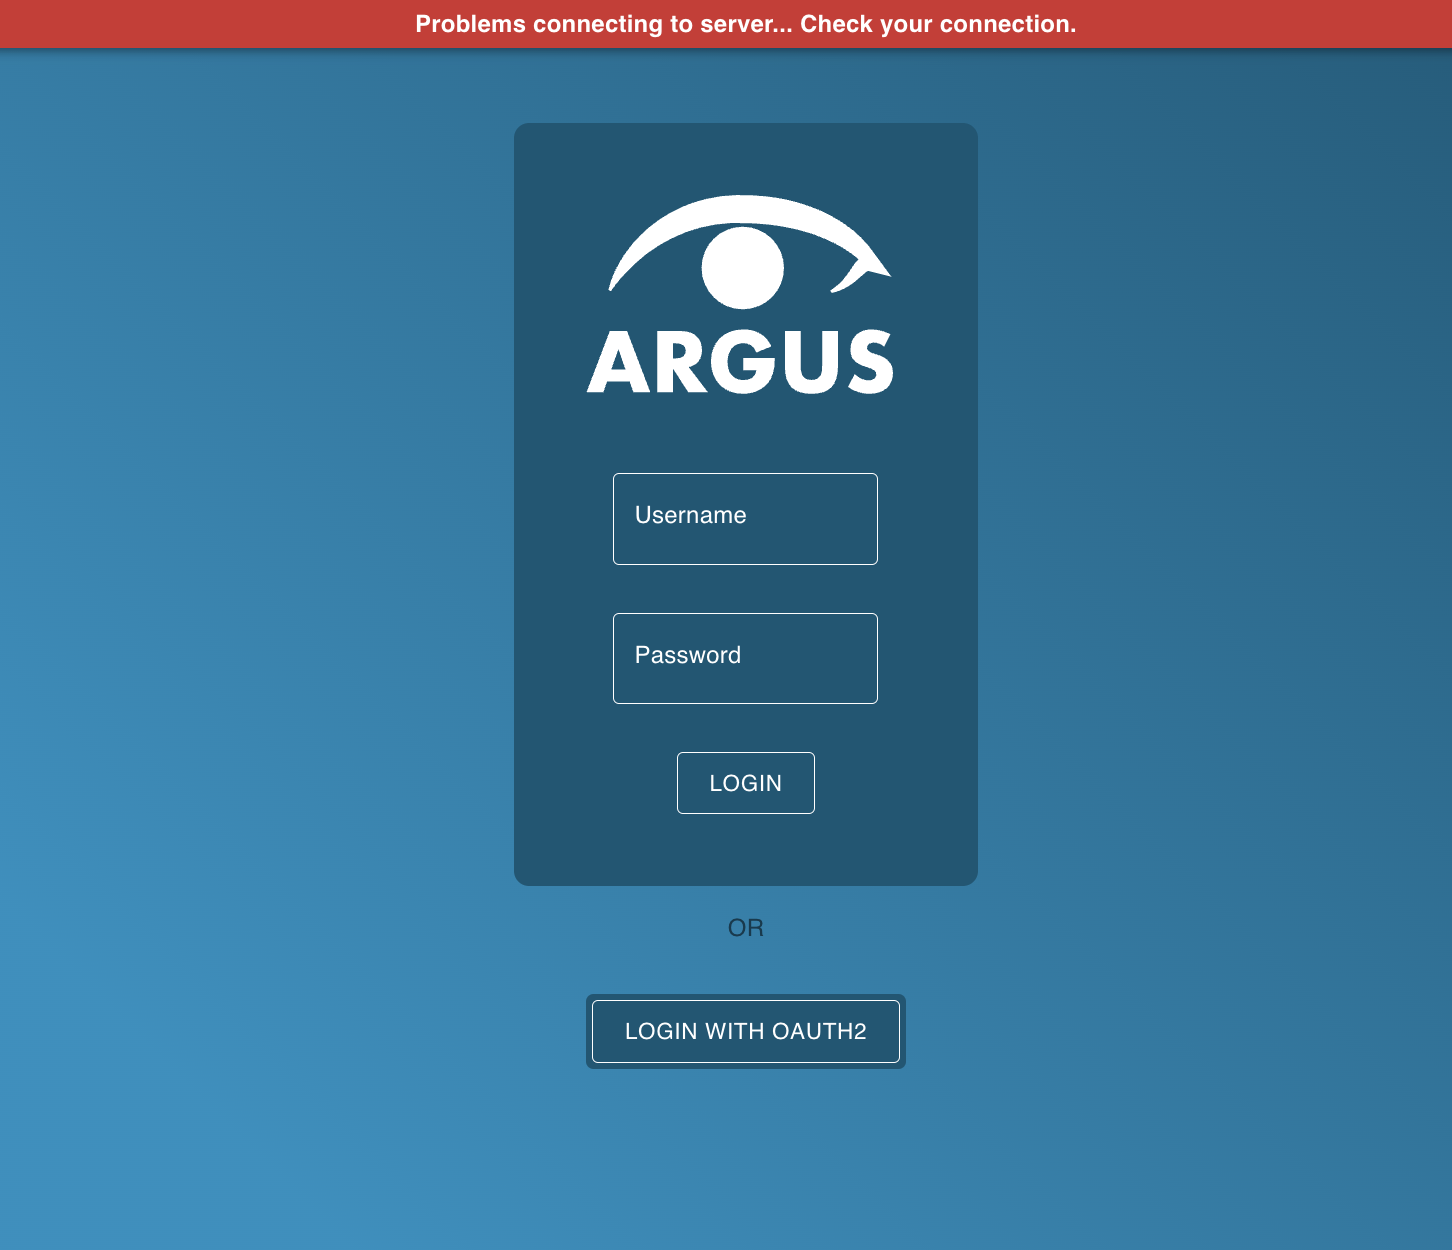 Problems connecting to server... Check your connection.
ARGUS
Username
Password
LOGIN
OR
LOGIN WITH OAUTH2